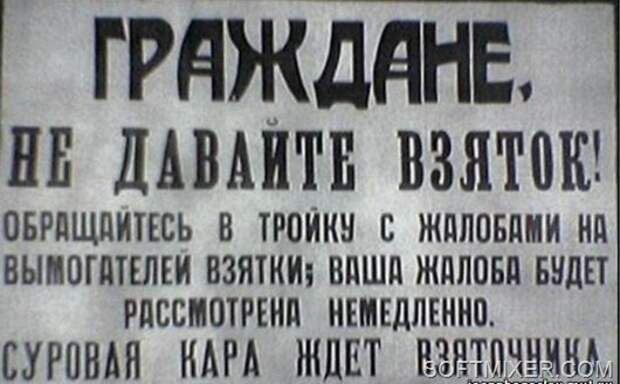 ГРАЖДАНЕ,
НЕ ДАВАЙТЕ ВЗЯТОК!
ОБРАЩАЙТЕСЬ В ТРОЙКУ С ЖАЛОБАМИ НА
ВЫМОГАТЕЛЕЙ ВЗЯТКИ; ВАША ЖАЛОБА БУДЕТ
РАССМОТРЕНА НЕМЕДЛЕННО.
СУРОВАЯ КАРА ЖДЕТ ВЗЯТОЧНИКА
SOFTMIXER.COM